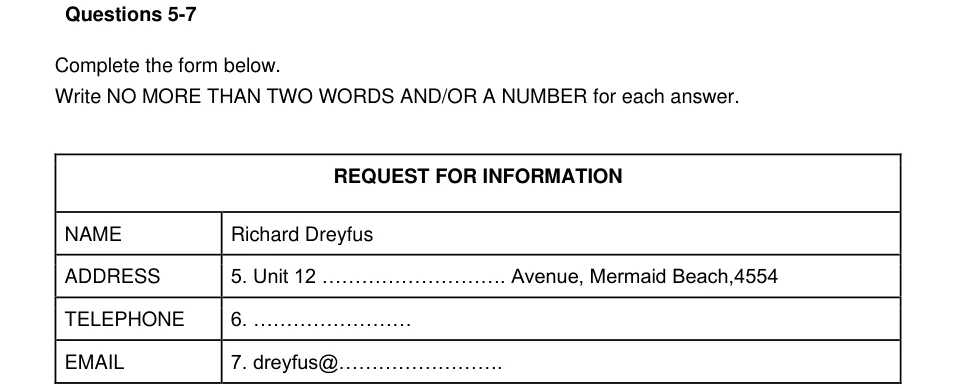 Questions 5-7
Complete the form below.
Write NO MORE THAN TWO WORDS AND/OR A NUMBER for each answer.
REQUEST FOR INFORMATION
NAME Richard Dreyfus
ADDRESS 5. Unit 12 ............................ Avenue, Mermaid Beach,4554
TELEPHONE 6. ........................
EMAIL 7. dreyfus@.........................